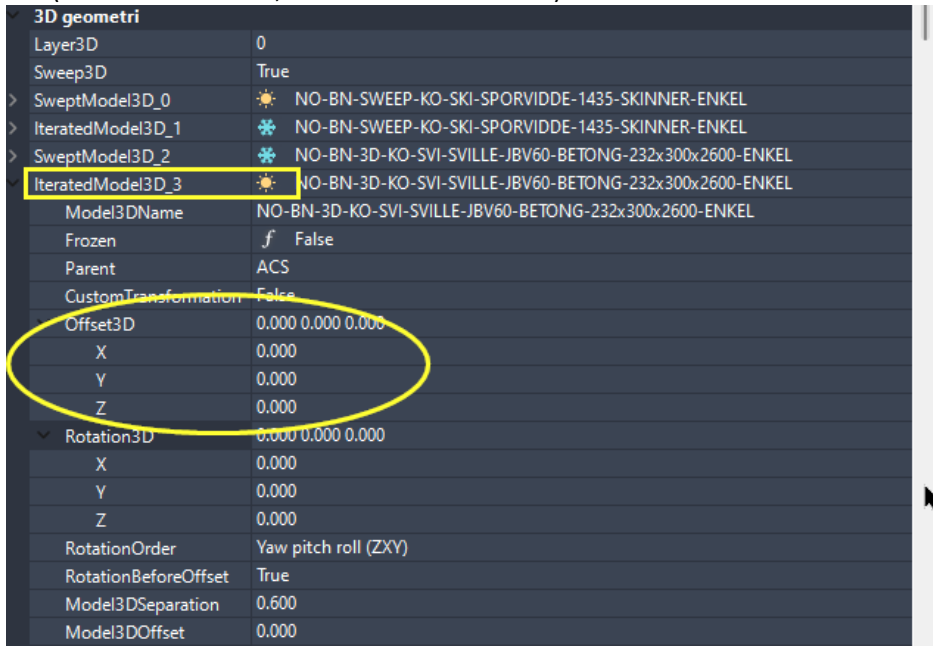 3D geometri
Layer3D 0
Sweep3D True
SweptModel3D_0 NO-BN-SWEEP-KO-SKI-SPORVIDDE-1435-SKINNER-ENKEL
IteratedModel3D_1 NO-BN-SWEEP-KO-SKI-SPORVIDDE-1435-SKINNER-ENKEL
SweptModel3D_2 NO-BN-3D-KO-SVI-SVILLE-JBV60-BETONG-232x300x2600-ENKEL
IteratedModel3D_3 NO-BN-3D-KO-SVI-SVILLE-JBV60-BETONG-232x300x2600-ENKEL
Model3DName NO-BN-3D-KO-SVI-SVILLE-JBV60-BETONG-232x300x2600-ENKEL
Frozen f False
Parent ACS
CustomTransformation False
Offset3D 0.000 0.000 0.000
X 0.000
Y 0.000
Z 0.000
Rotation3D 0.000 0.000 0.000
X 0.000
Y 0.000
Z 0.000
RotationOrder Yaw pitch roll (ZXY)
RotationBeforeOffset True
Model3DSeparation 0.600
Model3DOffset 0.000